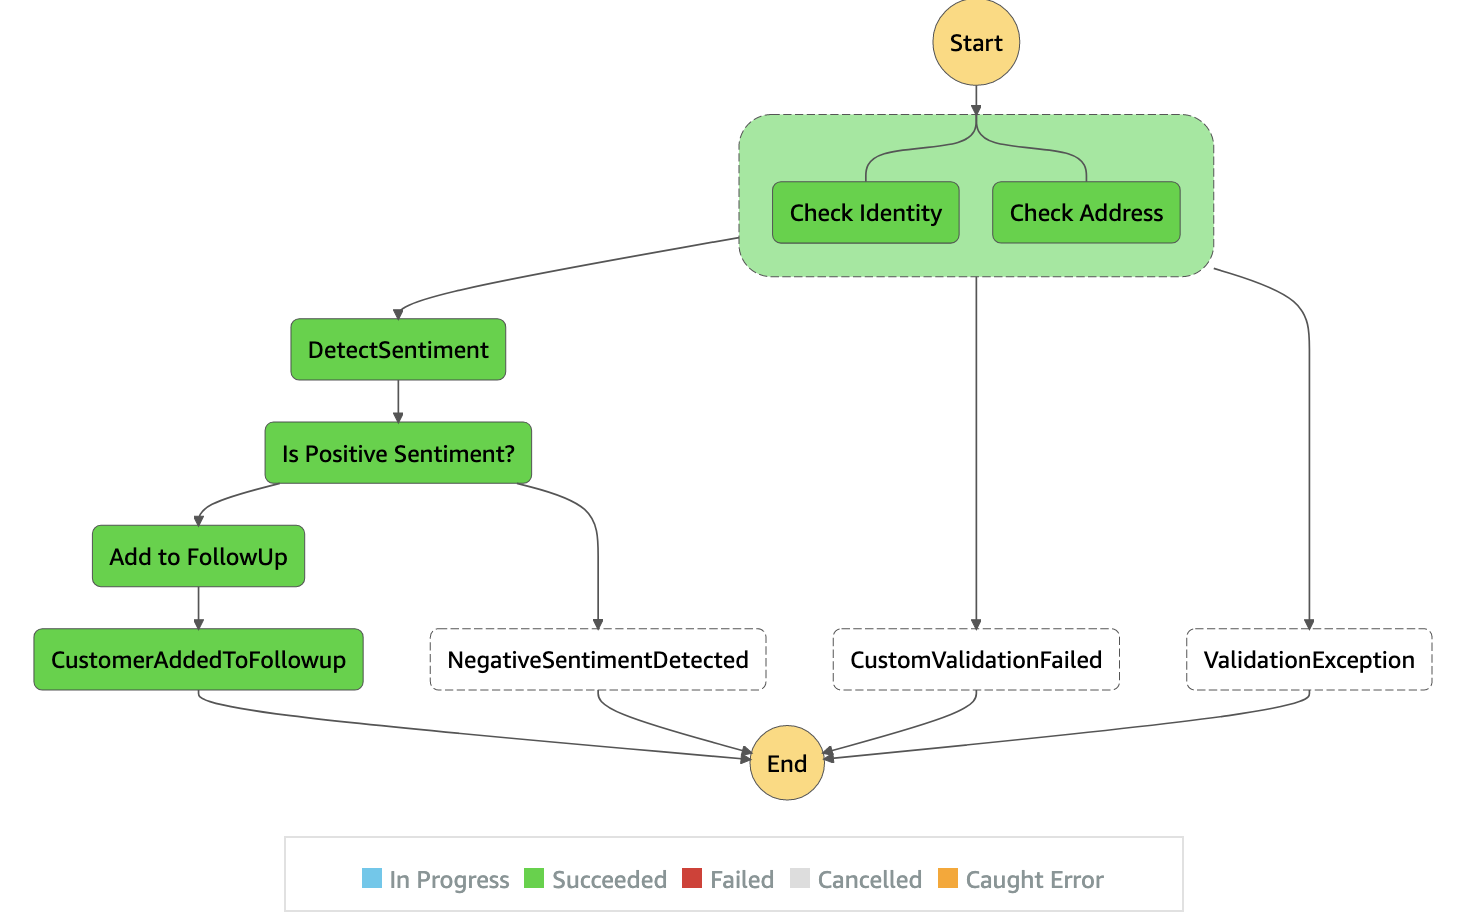 Start
Check Identity
Check Address
DetectSentiment
Is Positive Sentiment?
Add to FollowUp
CustomerAddedToFollowup
NegativeSentimentDetected
CustomValidationFailed
ValidationException
End
In Progress
Succeeded
Failed
Cancelled
Caught Error